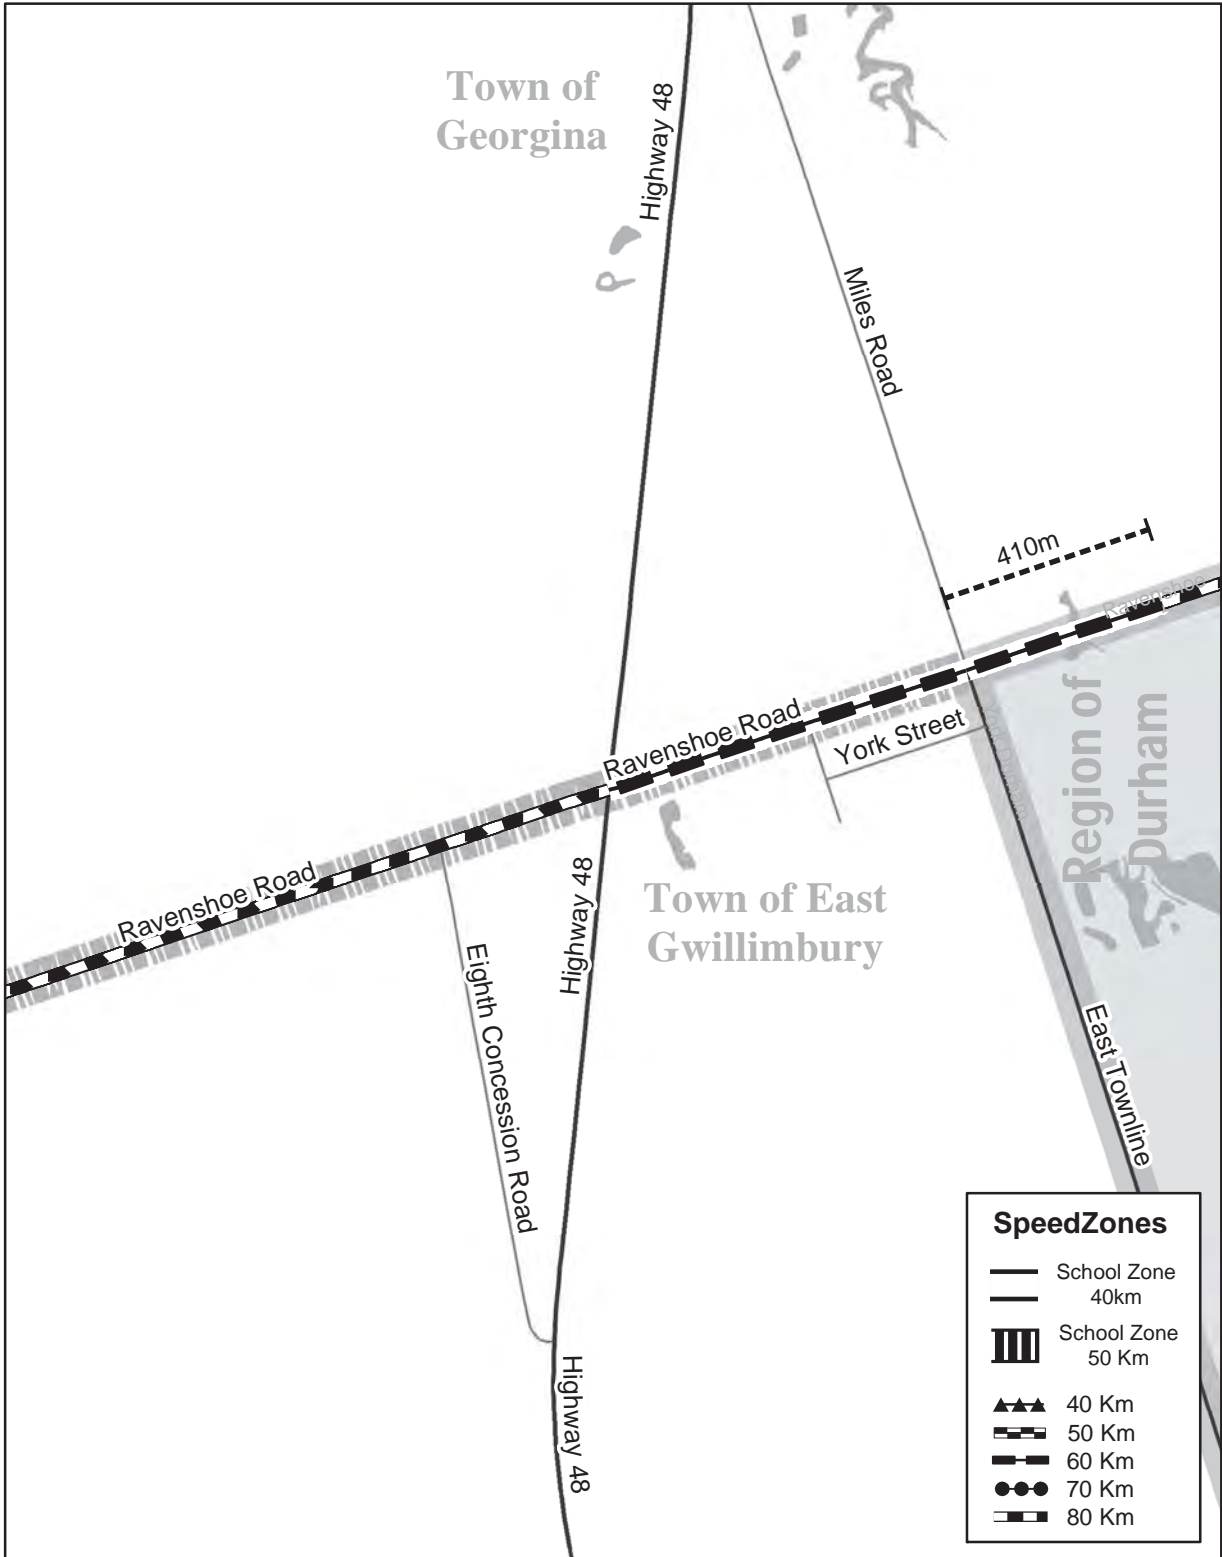 Town of
Georgina
Highway 48
Miles Road
410m
Ravenshoe
Ravenshoe Road
York Street
Region of
Durham
Ravenshoe Road
Highway 48
Town of East
Gwillimbury
Eighth Concession Road
East Townline
Highway 48
SpeedZones
School Zone
40km
School Zone
50 Km
40 Km
50 Km
60 Km
70 Km
80 Km